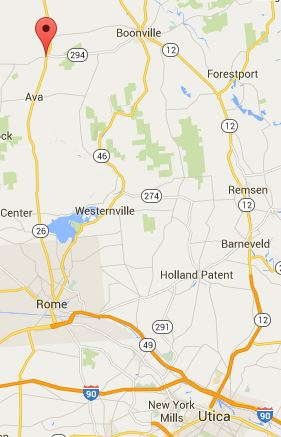 Boonville
12
294
Forestport
Ava
ock
12
46
274
Remsen
Westernville
12
Center
26
Barneveld
Holland Patent
Rome
291
12
49
90
New York
Mills
Utica
90